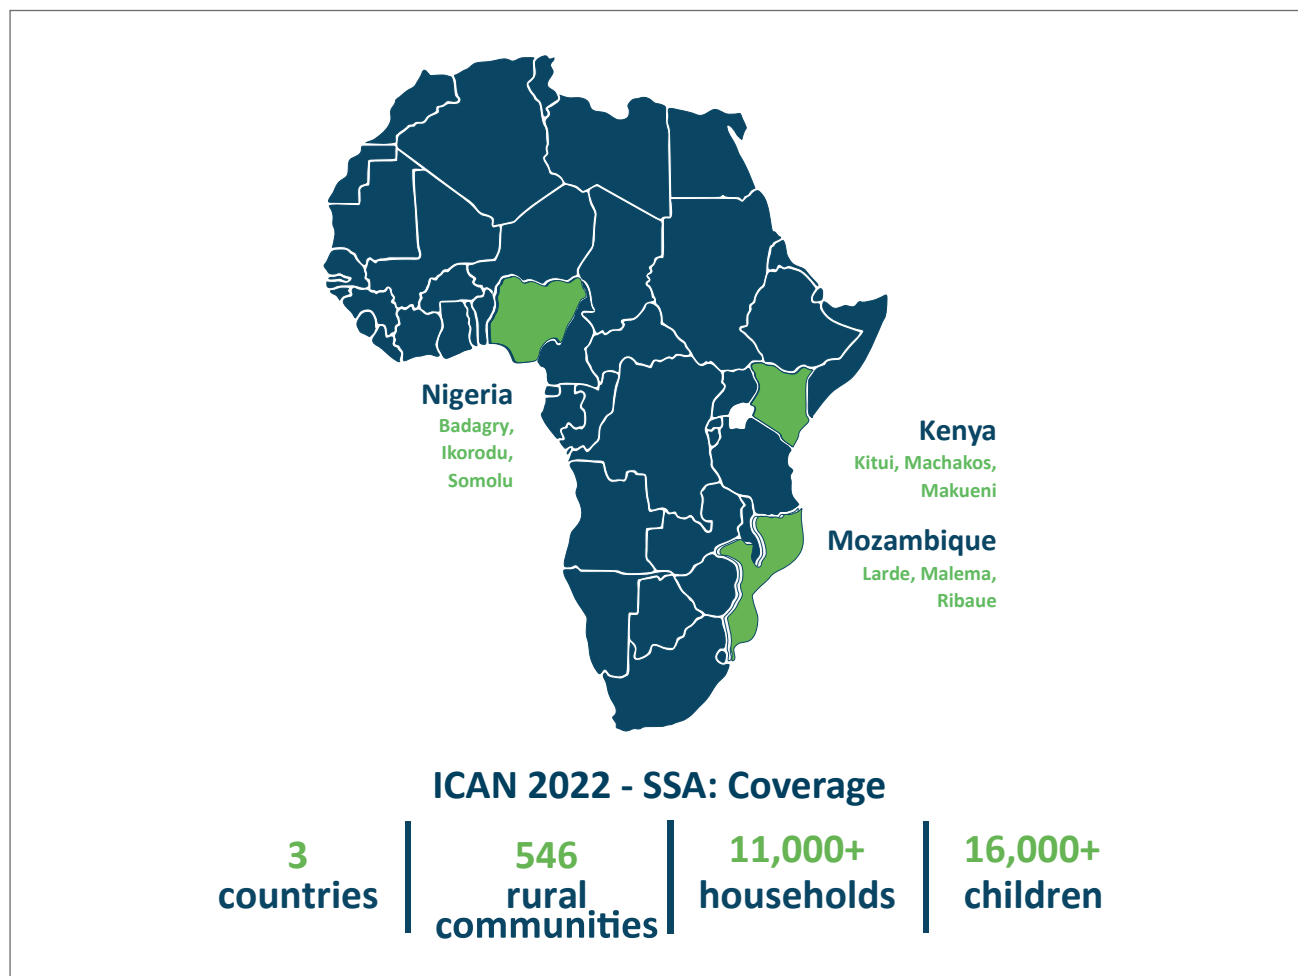 Nigeria
Badagry,
Ikorodu,
Somolu
Kenya
Kitui, Machakos,
Makueni
Mozambique
Larde, Malema,
Ribaue
ICAN 2022 - SSA: Coverage
3
countries
546
rural
communities
11,000+
households
16,000+
children